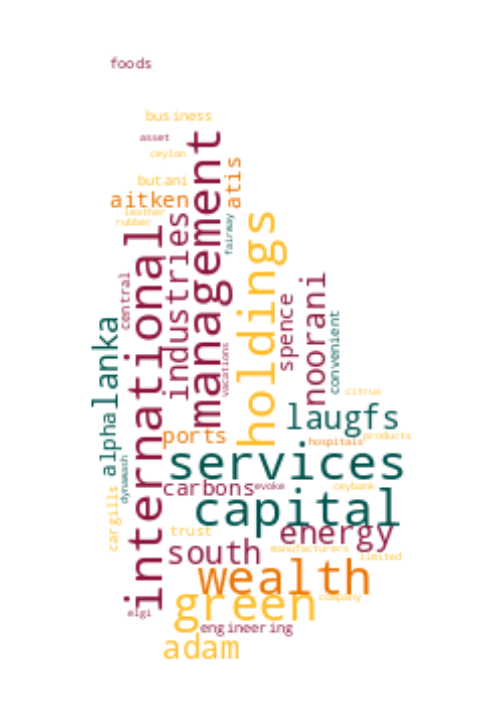 foods
business
asset
management
ceylon
atis
butani
aitken
leather
industries
holdings
fairway
rubber
international
central
noorani
spence
convenient
lanka
vacations
citrus
laugfs
alpha
ports
products
hospitals
services
dynawash
carbons
evoke
ceybank
cargills
capital
trust
energy
south
manufacturers
limited
wealth
green
company
elgi
engineering
adam